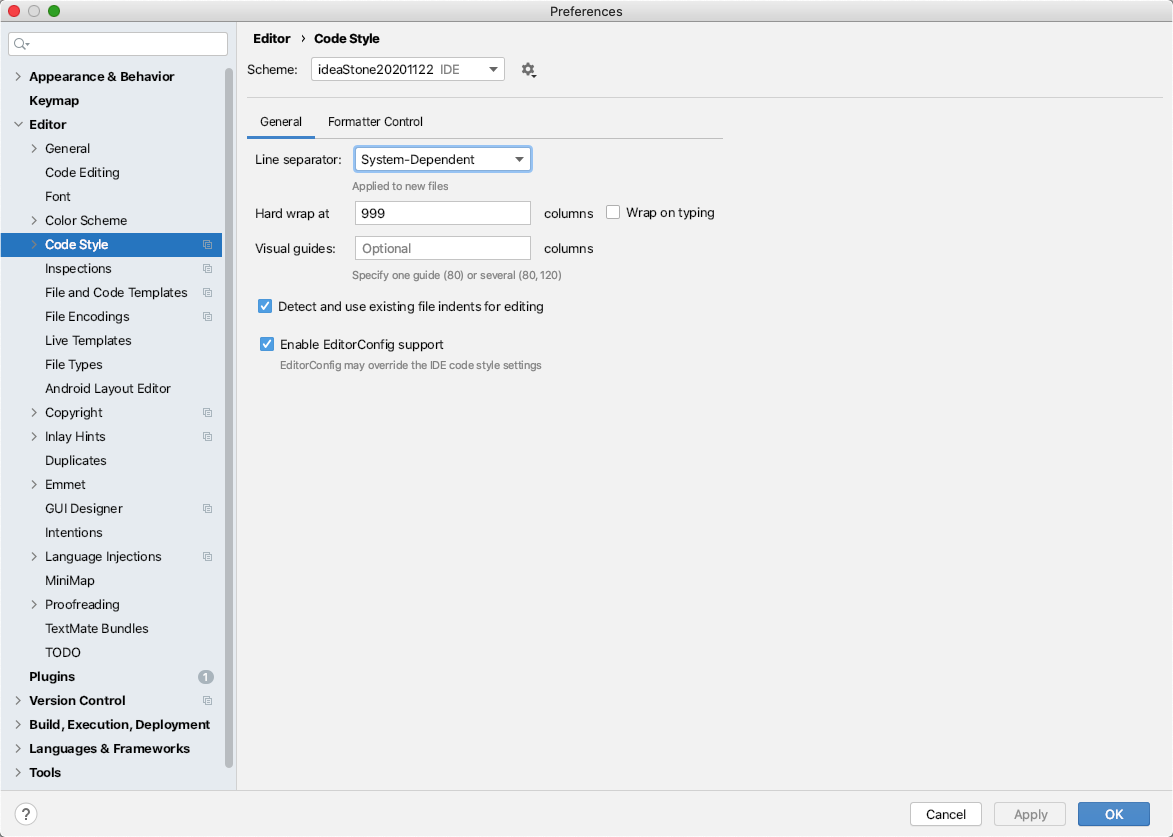 Preferences
Appearance & Behavior
Keymap
Editor
General
Code Editing
Font
Color Scheme
Code Style
Inspections
File and Code Templates
File Encodings
Live Templates
File Types
Android Layout Editor
Copyright
Inlay Hints
Duplicates
Emmet
GUI Designer
Intentions
Language Injections
MiniMap
Proofreading
TextMate Bundles
TODO
Plugins 1
Version Control
Build, Execution, Deployment
Languages & Frameworks
Tools
Editor › Code Style
Scheme: ideaStone20201122 IDE
General Formatter Control
Line separator: System-Dependent
Applied to new files
Hard wrap at 999 columns Wrap on typing
Visual guides: Optional columns
Specify one guide (80) or several (80, 120)
Detect and use existing file indents for editing
Enable EditorConfig support
EditorConfig may override the IDE code style settings
? Cancel Apply OK